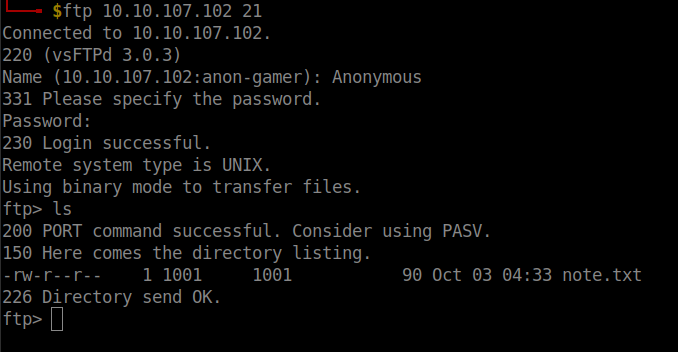 $ftp 10.10.107.102 21
Connected to 10.10.107.102.
220 (vsFTPd 3.0.3)
Name (10.10.107.102:anon-gamer): Anonymous
331 Please specify the password.
Password:
230 Login successful.
Remote system type is UNIX.
Using binary mode to transfer files.
ftp> ls
200 PORT command successful. Consider using PASV.
150 Here comes the directory listing.
-rw-r--r--    1 1001     1001           90 Oct 03 04:33 note.txt
226 Directory send OK.
ftp>